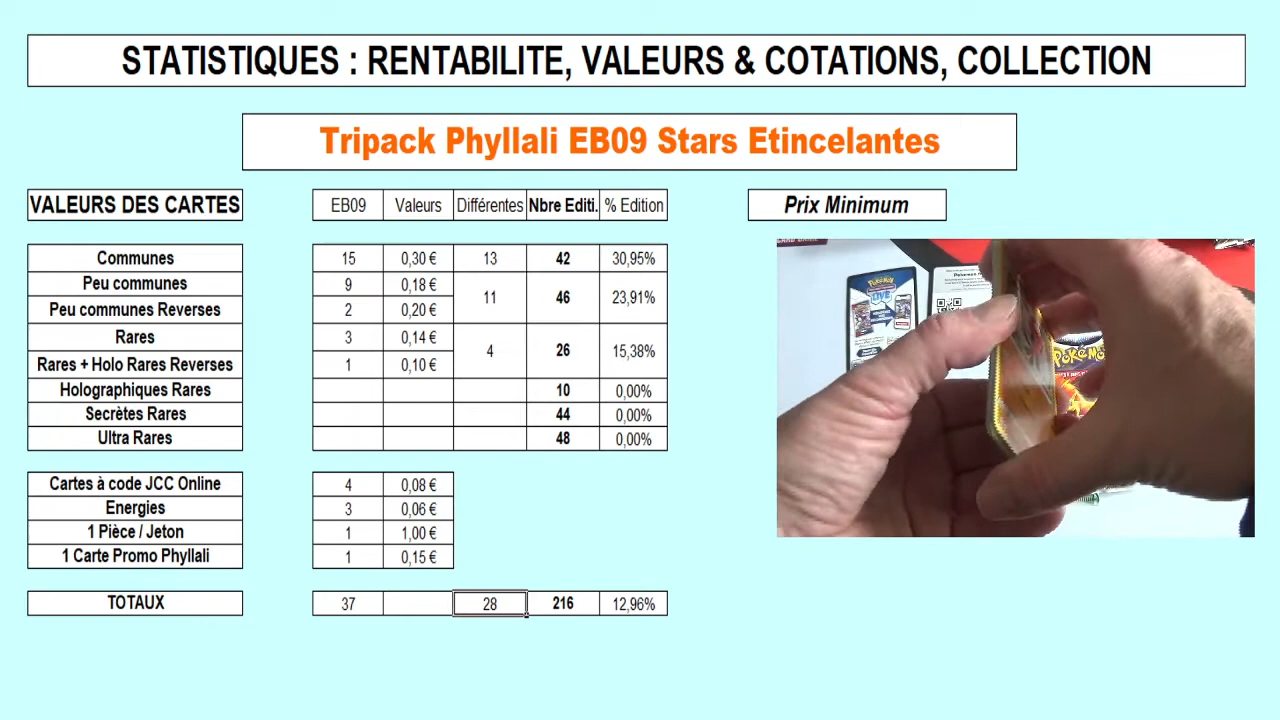 STATISTIQUES : RENTABILITE, VALEURS & COTATIONS, COLLECTION
Tripack Phyllali EB09 Stars Etincelantes
VALEURS DES CARTES EB09 Valeurs Différentes Nbre Editi. % Edition
Prix Minimum
Communes 15 0,30 € 13 42 30,95%
Peu communes 9 0,18 € 11 46 23,91%
Peu communes Reverses 2 0,20 €
Rares 3 0,14 € 4 26 15,38%
Rares + Holo Rares Reverses 1 0,10 €
Holographiques Rares 10 0,00%
Secrètes Rares 44 0,00%
Ultra Rares 48 0,00%
Cartes à code JCC Online 4 0,08 €
Energies 3 0,06 €
1 Pièce / Jeton 1 1,00 €
1 Carte Promo Phyllali 1 0,15 €
TOTAUX 37 28 216 12,96%
POKÉMON
LIVE
POKÉMON